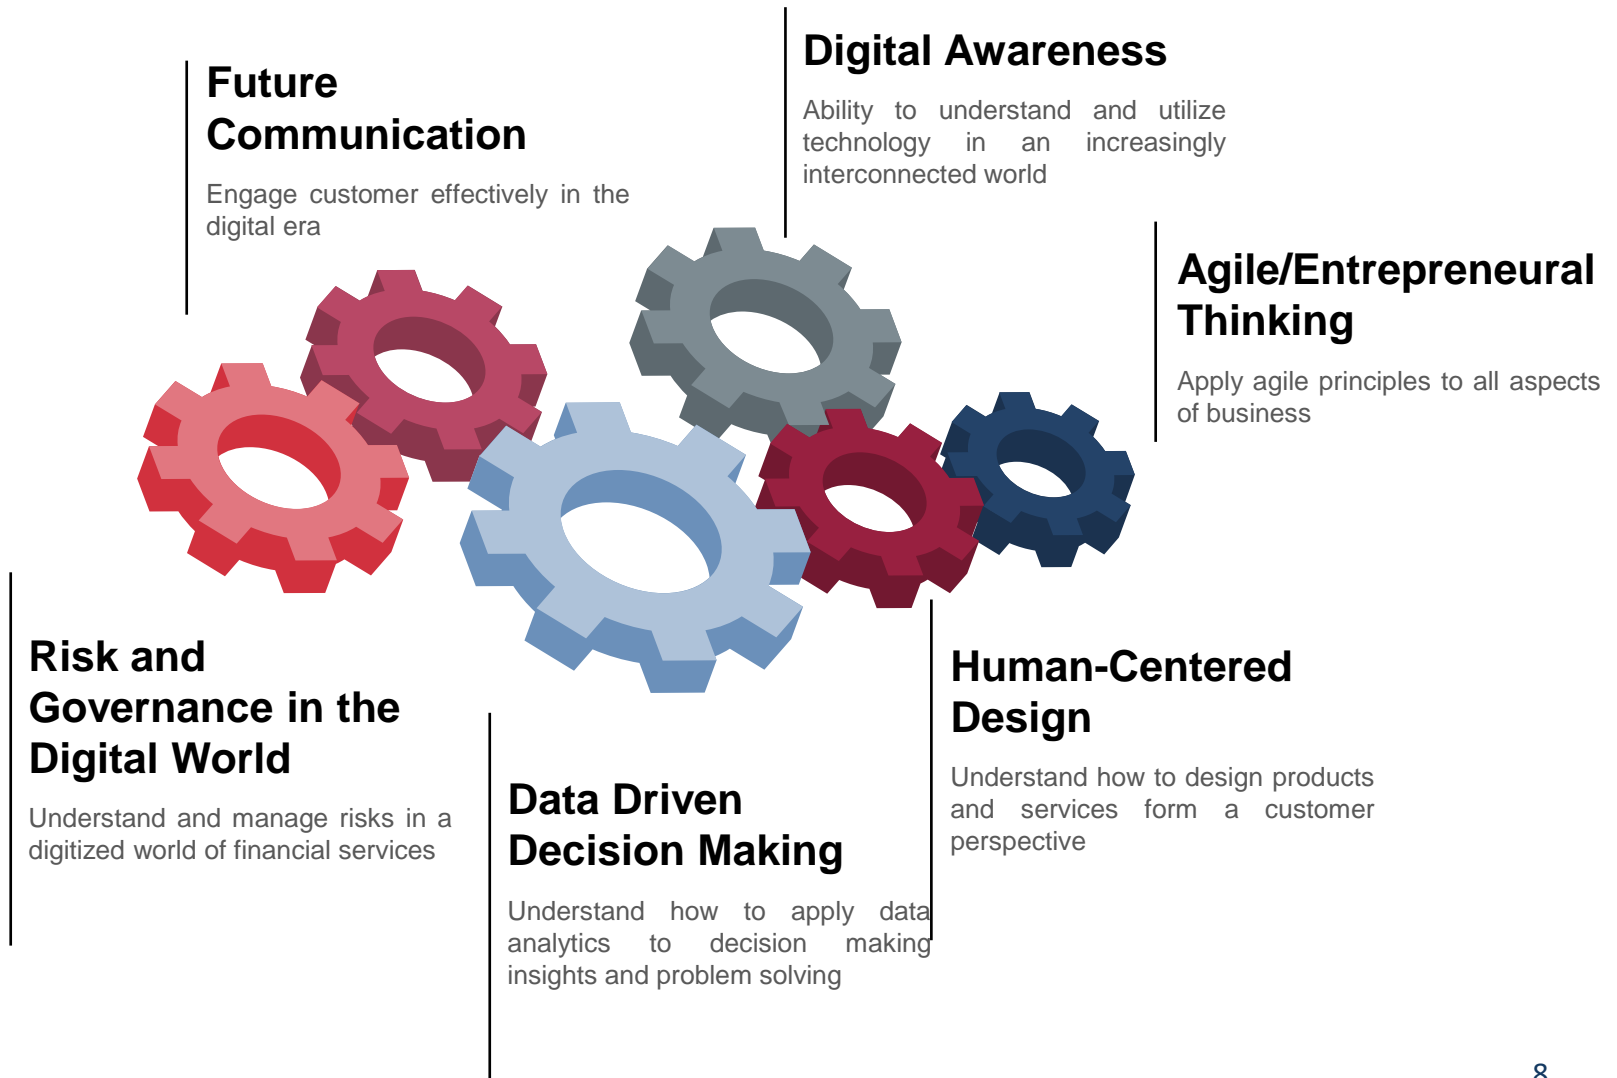 Digital Awareness
Ability to understand and utilize
technology in an increasingly
interconnected world
Future
Communication
Engage customer effectively in the
digital era
Agile/Entrepreneural
Thinking
Apply agile principles to all aspects
of business
Risk and
Governance in the
Digital World
Understand and manage risks in a
digitized world of financial services
Human-Centered
Design
Understand how to design products
and services form a customer
perspective
Data Driven
Decision Making
Understand how to apply data
analytics to decision making
insights and problem solving
8